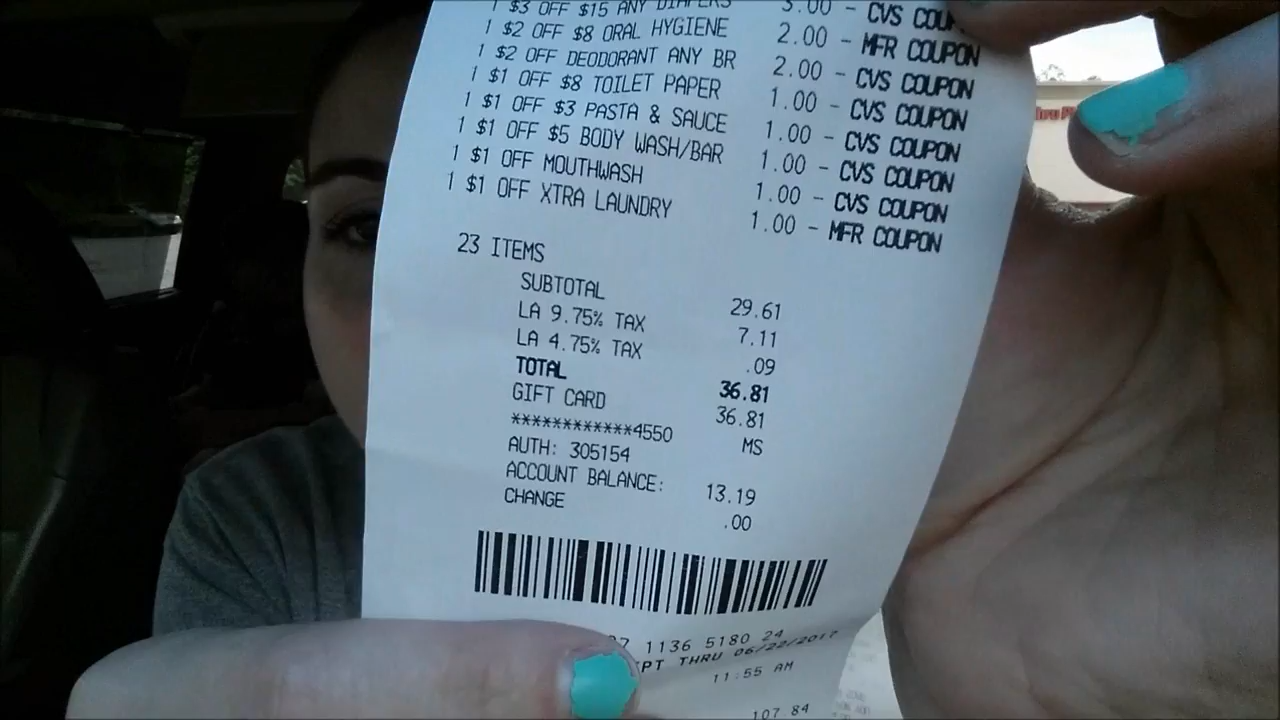 1 $3 OFF $15 ANY DIAPERS 3.00 - CVS COUPON
1 $2 OFF $8 ORAL HYGIENE 2.00 - MFR COUPON
1 $2 OFF DEODORANT ANY BR 2.00 - CVS COUPON
1 $1 OFF $8 TOILET PAPER 1.00 - CVS COUPON
1 $1 OFF $3 PASTA & SAUCE 1.00 - CVS COUPON
1 $1 OFF $5 BODY WASH/BAR 1.00 - CVS COUPON
1 $1 OFF MOUTHWASH 1.00 - CVS COUPON
1 $1 OFF XTRA LAUNDRY 1.00 - MFR COUPON
23 ITEMS
SUBTOTAL 29.61
LA 9.75% TAX 7.11
LA 4.75% TAX .09
TOTAL 36.81
GIFT CARD 36.81
************4550 MS
AUTH: 305154
ACCOUNT BALANCE: 13.19
CHANGE .00
7 1136 5180 24
PT THRU 06/22/2017
11:55 AM
107 84